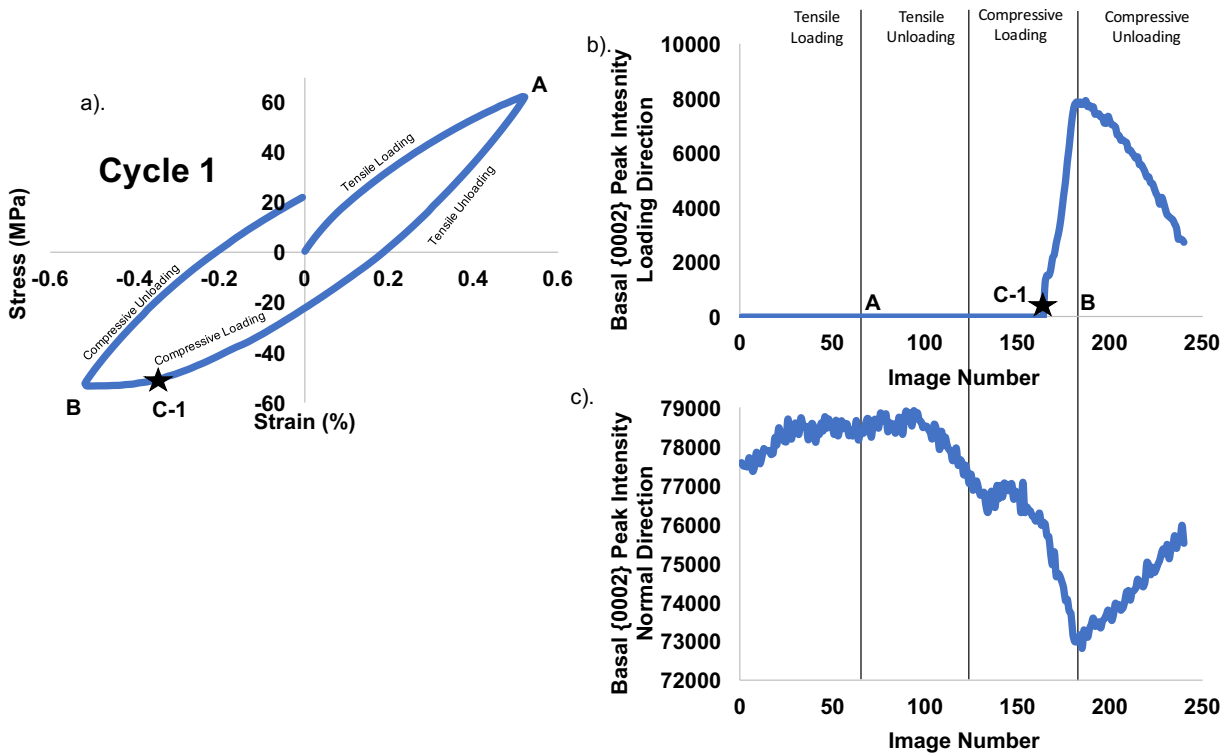 a).
Cycle 1
Stress (MPa)
60
40
20
0
-20
-40
-60
-0.6
-0.4
-0.2
0
0.2
0.4
0.6
Strain (%)
A
B
C-1
Tensile Loading
Tensile Unloading
Compressive Loading
Compressive Unloading
b).
Tensile
Loading
Tensile
Unloading
Compressive
Loading
Compressive
Unloading
Basal {0002} Peak Intesnity
Loading Direction
10000
8000
6000
4000
2000
0
C-1
A
B
0
50
100
150
200
250
Image Number
c).
Basal {0002} Peak Intensity
Normal Direction
79000
78000
77000
76000
75000
74000
73000
72000
0
50
100
150
200
250
Image Number